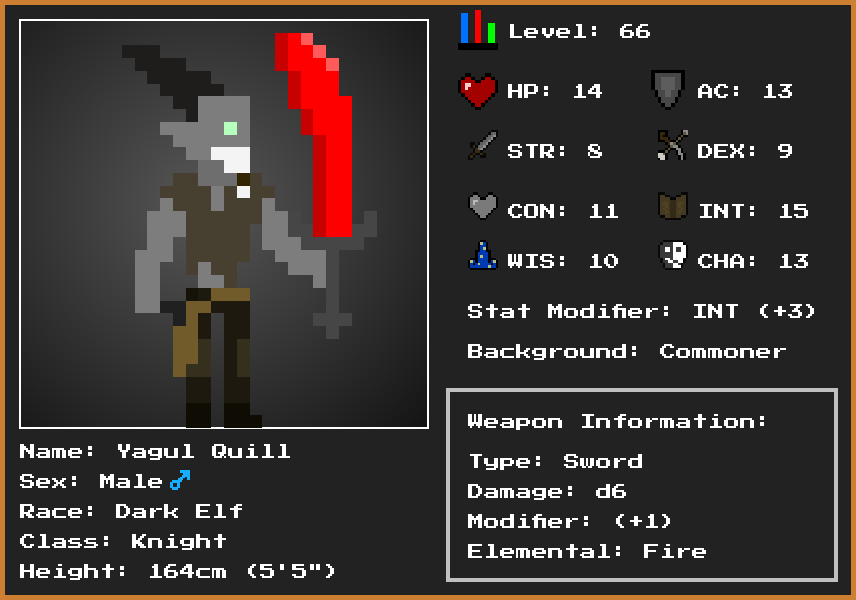 Level: 66
HP: 14
AC: 13
STR: 8
DEX: 9
CON: 11
INT: 15
WIS: 10
CHA: 13
Stat Modifier: INT (+3)
Background: Commoner
Weapon Information:
Type: Sword
Damage: d6
Modifier: (+1)
Elemental: Fire
Name: Yagul Quill
Sex: Male♂
Race: Dark Elf
Class: Knight
Height: 164cm (5'5")